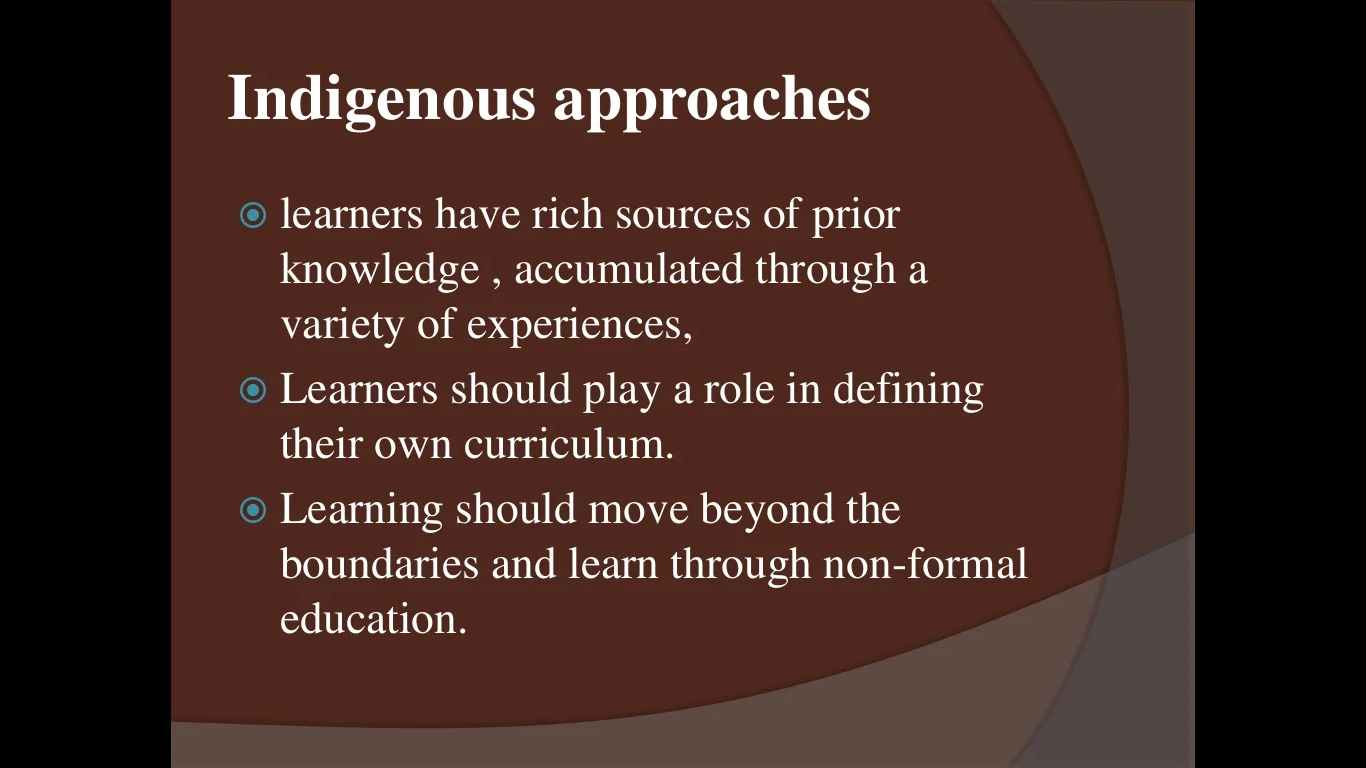 Indigenous approaches
learners have rich sources of prior
knowledge , accumulated through a
variety of experiences,
Learners should play a role in defining
their own curriculum.
Learning should move beyond the
boundaries and learn through non-formal
education.